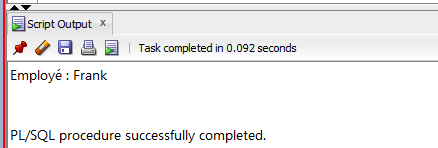 Script Output x
Task completed in 0.092 seconds
Employé : Frank
PL/SQL procedure successfully completed.